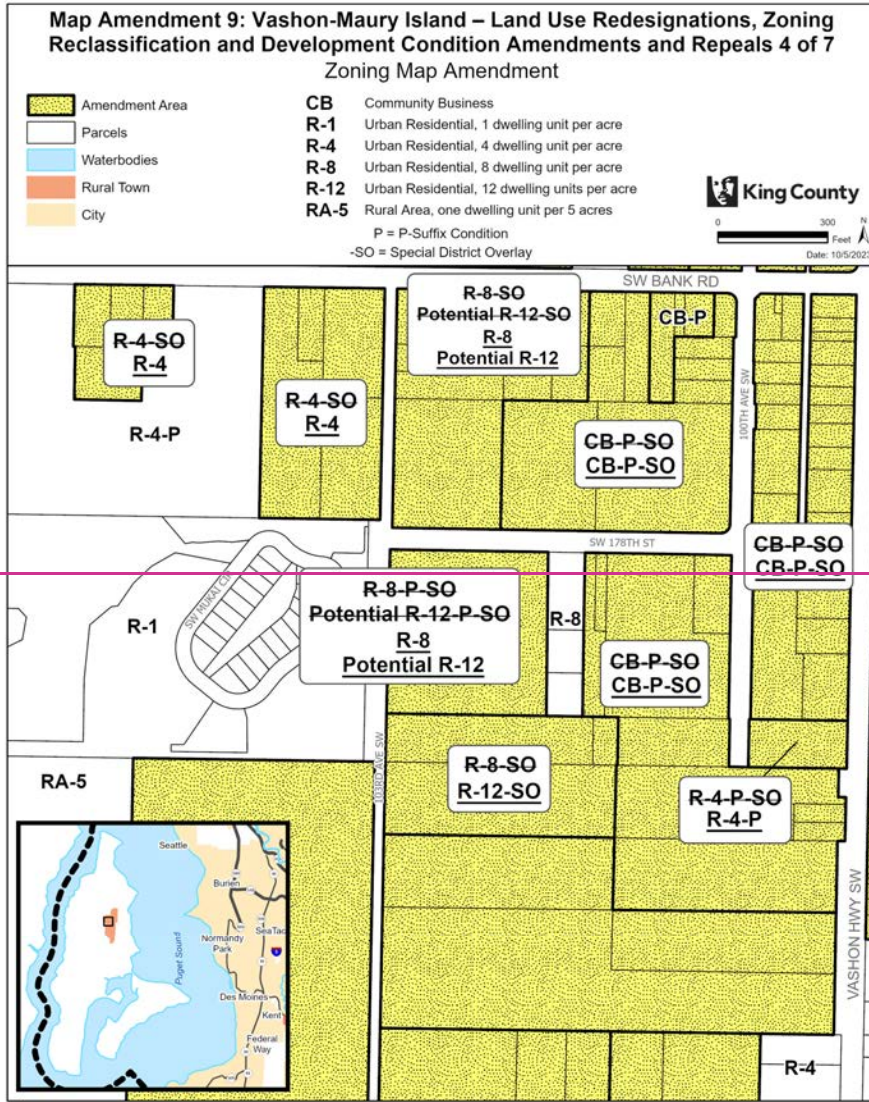 Map Amendment 9: Vashon-Maury Island – Land Use Redesignations, Zoning
Reclassification and Development Condition Amendments and Repeals 4 of 7
Zoning Map Amendment
Amendment Area
Parcels
Waterbodies
Rural Town
City
CB Community Business
R-1 Urban Residential, 1 dwelling unit per acre
R-4 Urban Residential, 4 dwelling unit per acre
R-8 Urban Residential, 8 dwelling unit per acre
R-12 Urban Residential, 12 dwelling units per acre
RA-5 Rural Area, one dwelling unit per 5 acres
P = P-Suffix Condition
-SO = Special District Overlay
King County
0 300
Feet
N
Date: 10/5/2023
SW BANK RD
R-4-SO
R-4
R-4-P
R-4-SO
R-4
R-8-SO
Potential R-12-SO
R-8
Potential R-12
CB-P
100TH AVE SW
CB-P-SO
CB-P-SO
SW 178TH ST
CB-P-SO
CB-P-SO
R-1
SW MUKAI CIR
R-8-P-SO
Potential R-12-P-SO
R-8
Potential R-12
R-8
CB-P-SO
CB-P-SO
103RD AVE SW
RA-5
R-8-SO
R-12-SO
R-4-P-SO
R-4-P
VASHON HWY SW
R-4
Seattle
Burien
Normandy
Park
SeaTac
Puget Sound
5
Des Moines
Kent
Federal
Way